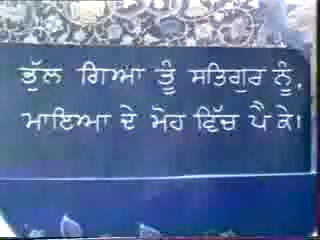 ਭੁੱਲ ਗਿਆ ਤੂੰ ਸਤਿਗੁਰ ਨੂੰ,
ਮਾਇਆ ਦੇ ਮੋਹ ਵਿੱਚ ਪੈ ਕੇ।